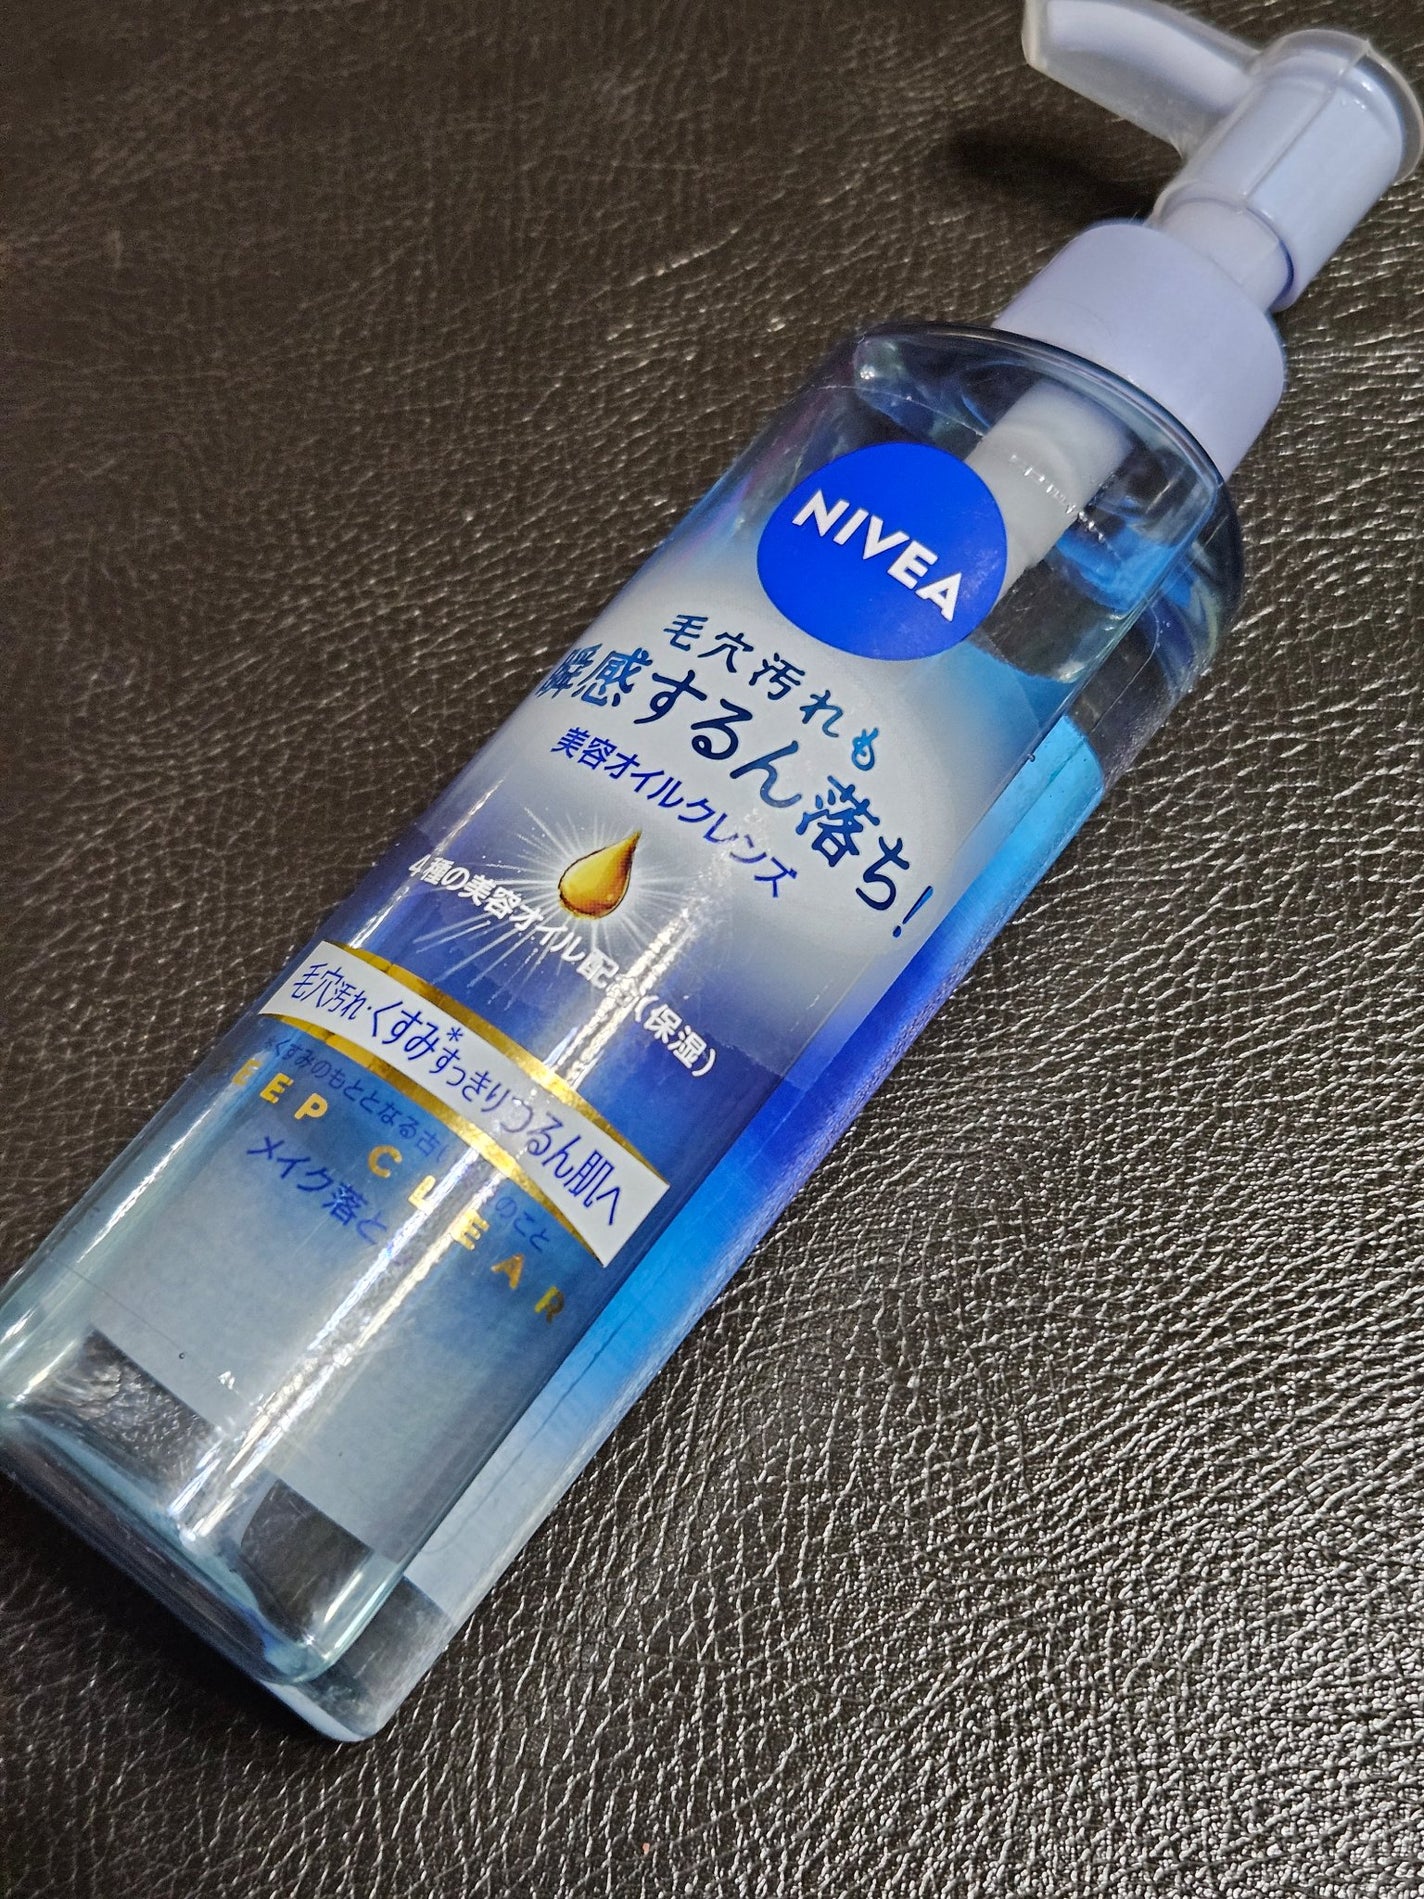 NIVEA
毛穴汚れも
瞬感するん落ち!
美容オイルクレンズ
4種の美容オイル配合(保湿)
毛穴汚れ・くすみ*すっきりつるん肌へ
*くすみのもととなる古い のこと
EEP CLEAR
メイク落と